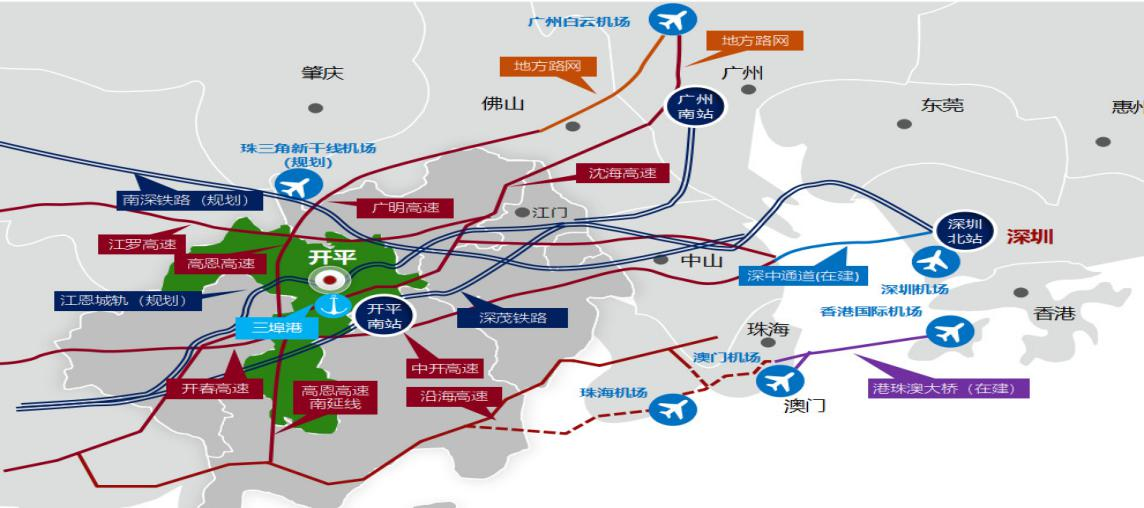 广州白云机场
地方路网
地方路网
广州
肇庆
佛山
广州
南站
东莞
惠州
珠三角新干线机场
(规划)
沈海高速
南深铁路（规划）
广明高速
江门
江罗高速
高恩高速
开平
深圳
北站
深圳
中山
深中通道(在建)
深圳机场
江恩城轨（规划）
三埠港
开平
南站
深茂铁路
香港国际机场
香港
珠海
澳门机场
中开高速
开春高速
高恩高速
南延线
沿海高速
珠海机场
港珠澳大桥（在建）
澳门